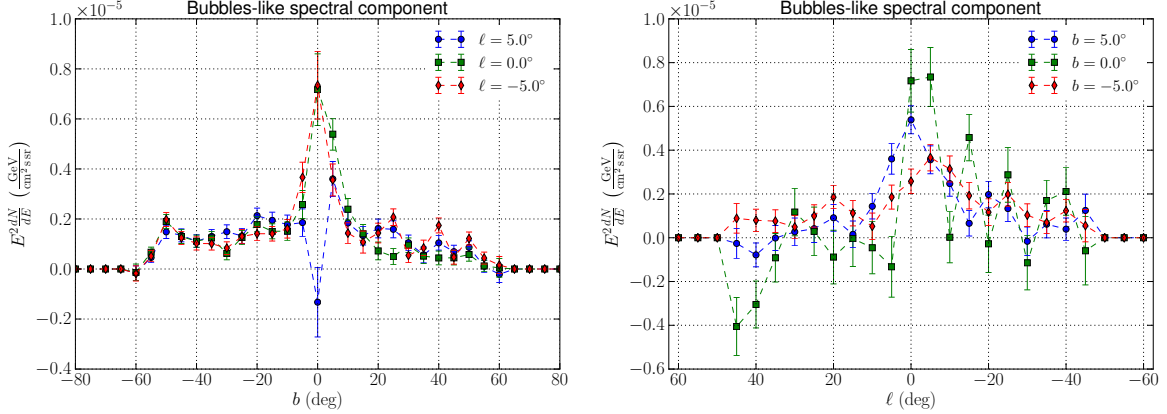 Bubbles-like spectral component
×10⁻⁵
1.0
0.8
0.6
0.4
0.2
0.0
−0.2
−0.4
−80 −60 −40 −20 0 20 40 60 80
b (deg)
E² dN/dE (GeV / cm² s sr)
ℓ = 5.0°
ℓ = 0.0°
ℓ = −5.0°
Bubbles-like spectral component
×10⁻⁵
1.0
0.8
0.6
0.4
0.2
0.0
−0.2
−0.4
−0.6
60 40 20 0 −20 −40 −60
ℓ (deg)
E² dN/dE (GeV / cm² s sr)
b = 5.0°
b = 0.0°
b = −5.0°